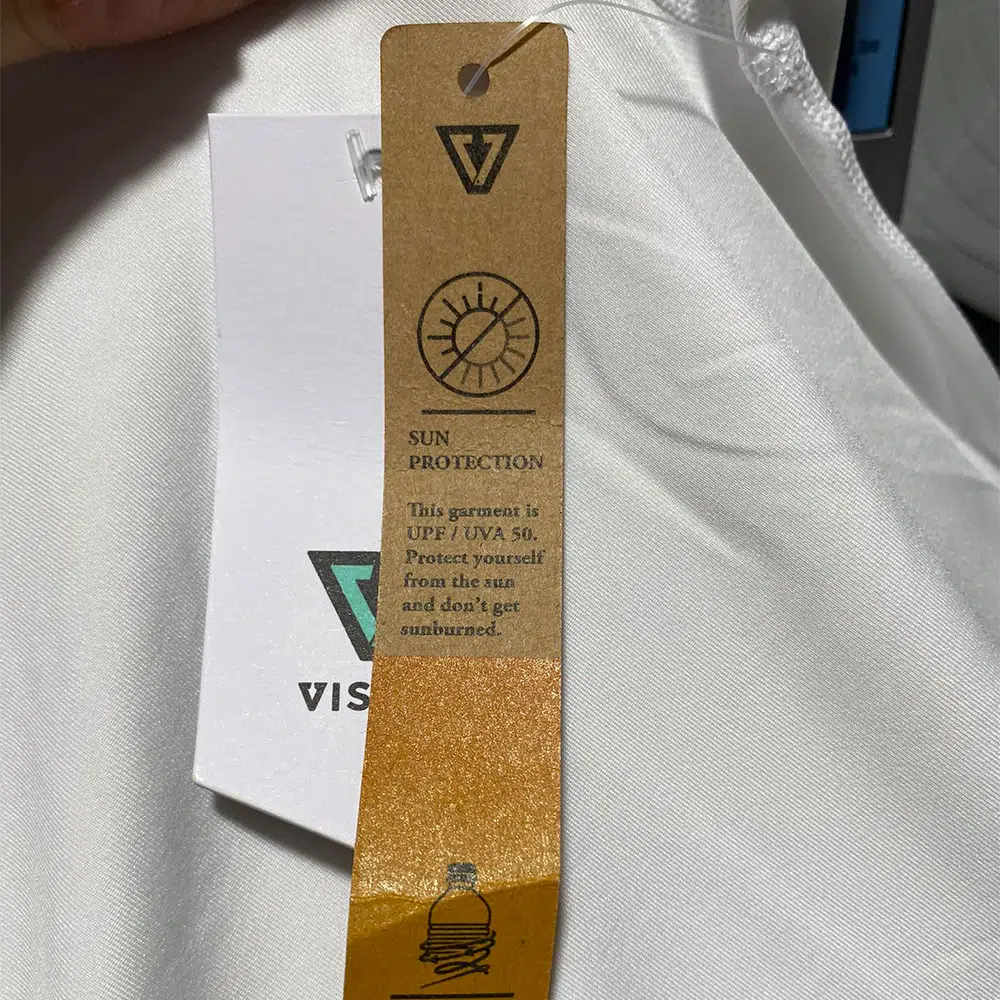 SUN
PROTECTION
This garment is
UPF / UVA 50.
Protect yourself
from the sun
and don't get
sunburned.
VIS